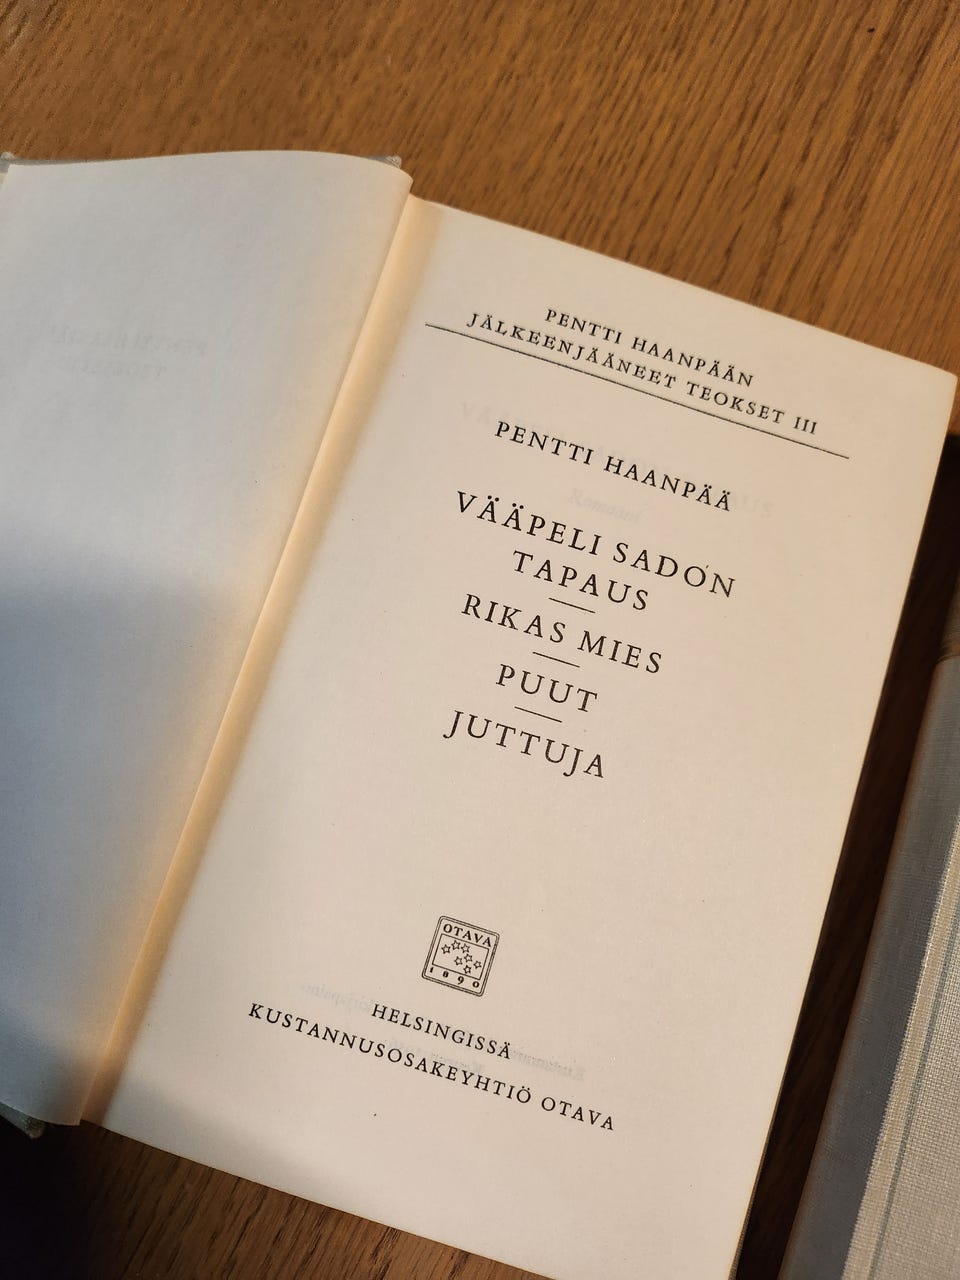 PENTTI HAANPÄÄN
JÄLKEENJÄÄNEET TEOKSET III
PENTTI HAANPÄÄ
VÄÄPELI SADON
TAPAUS
RIKAS MIES
PUUT
JUTTUJA
OTAVA
1890
HELSINGISSÄ
KUSTANNUSOSAKEYHTIÖ OTAVA